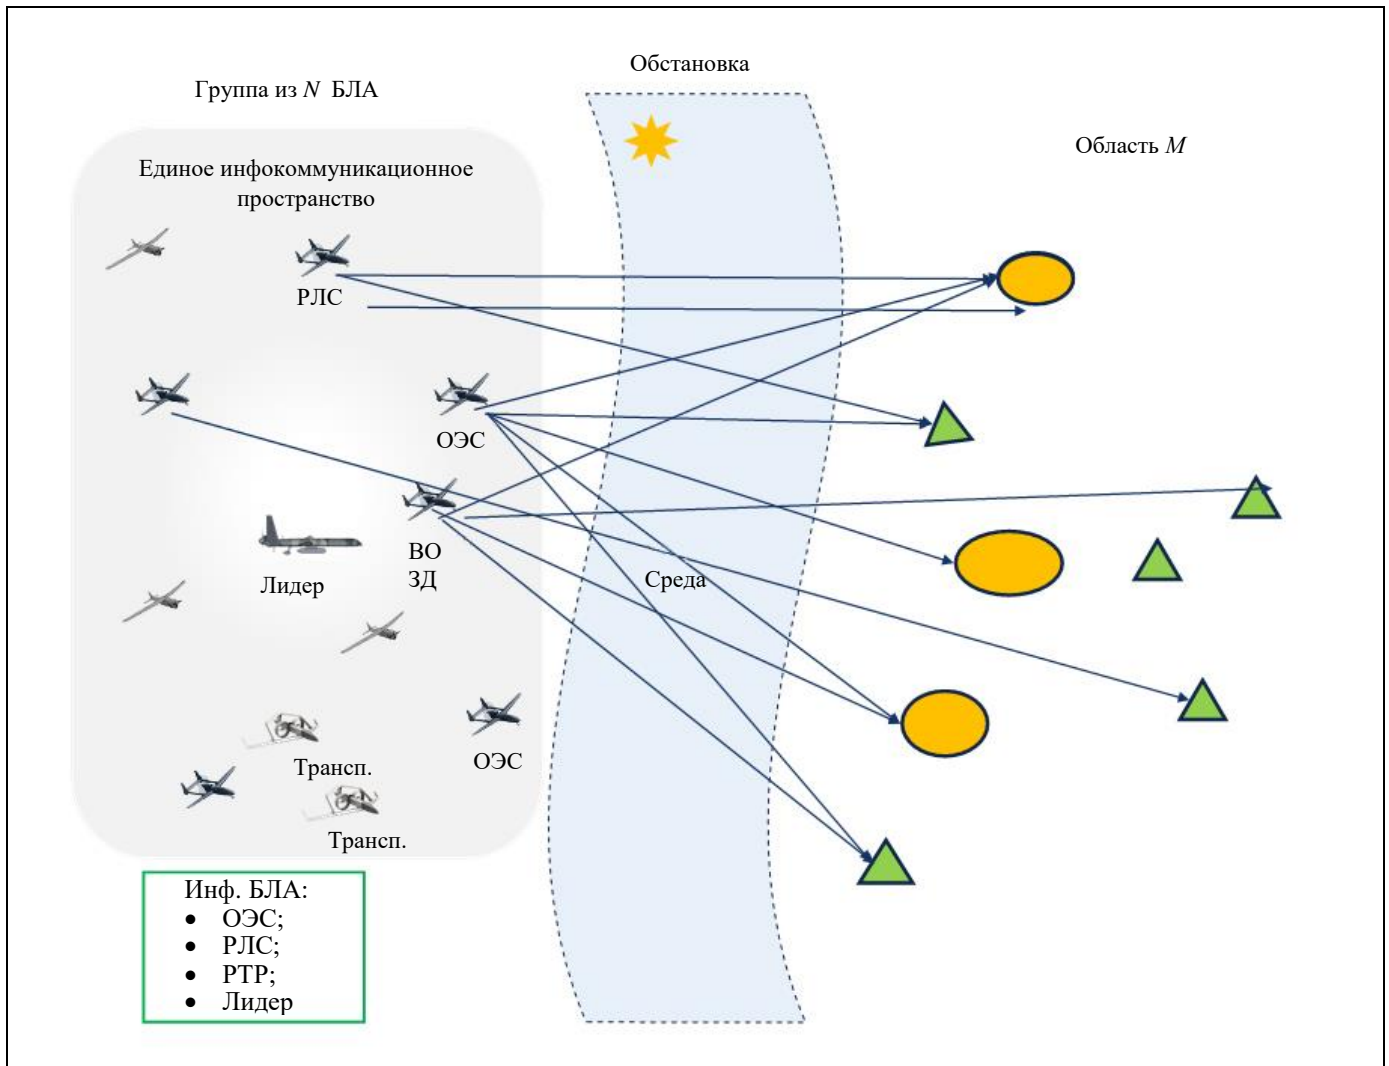 Обстановка
Группа из N БЛА
Область M
Единое инфокоммуникационное
пространство
РЛС
ОЭС
ВО
ЗД
Лидер
Среда
ОЭС
Трансп.
Трансп.
Инф. БЛА:
• ОЭС;
• РЛС;
• РТР;
• Лидер